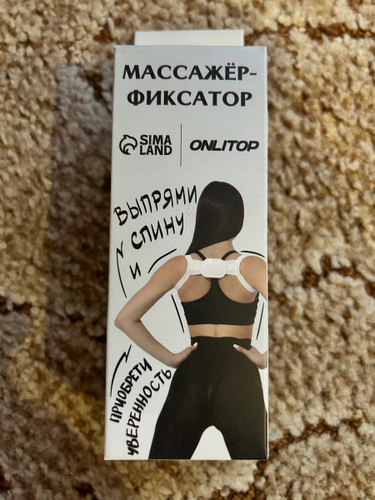 МАССАЖЁР-
ФИКСАТОР
SIMA
LAND
ONLITOP
ВЫПРЯМИ
СПИНУ
И
ПРИОБРЕТИ
УВЕРЕННОСТЬ